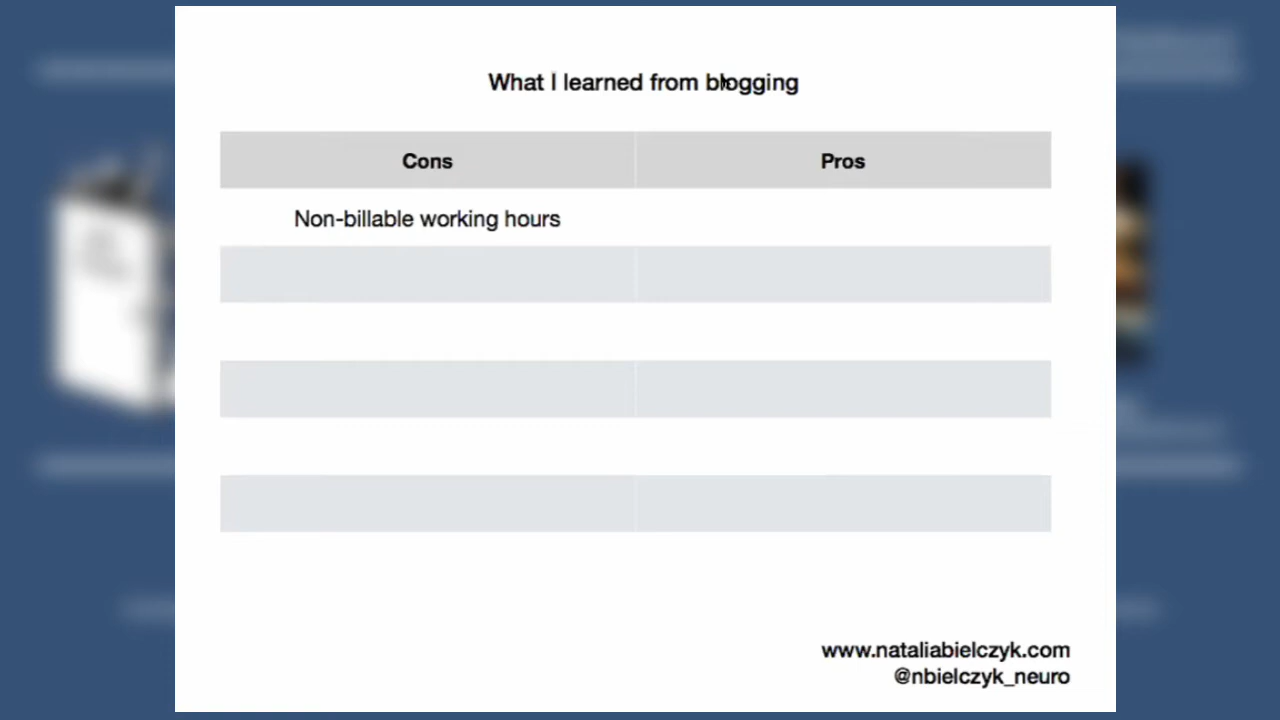 What I learned from blogging
Cons Pros
Non-billable working hours
www.nataliabielczyk.com
@nbielczyk_neuro